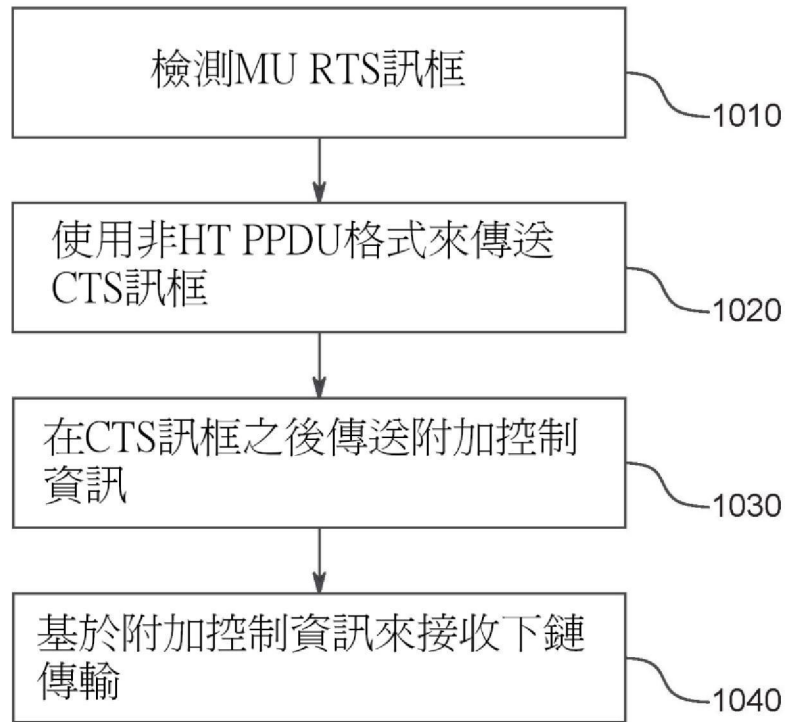 檢測MU RTS訊框
1010
使用非HT PPDU格式來傳送
CTS訊框
1020
在CTS訊框之後傳送附加控制
資訊
1030
基於附加控制資訊來接收下鏈
傳輸
1040